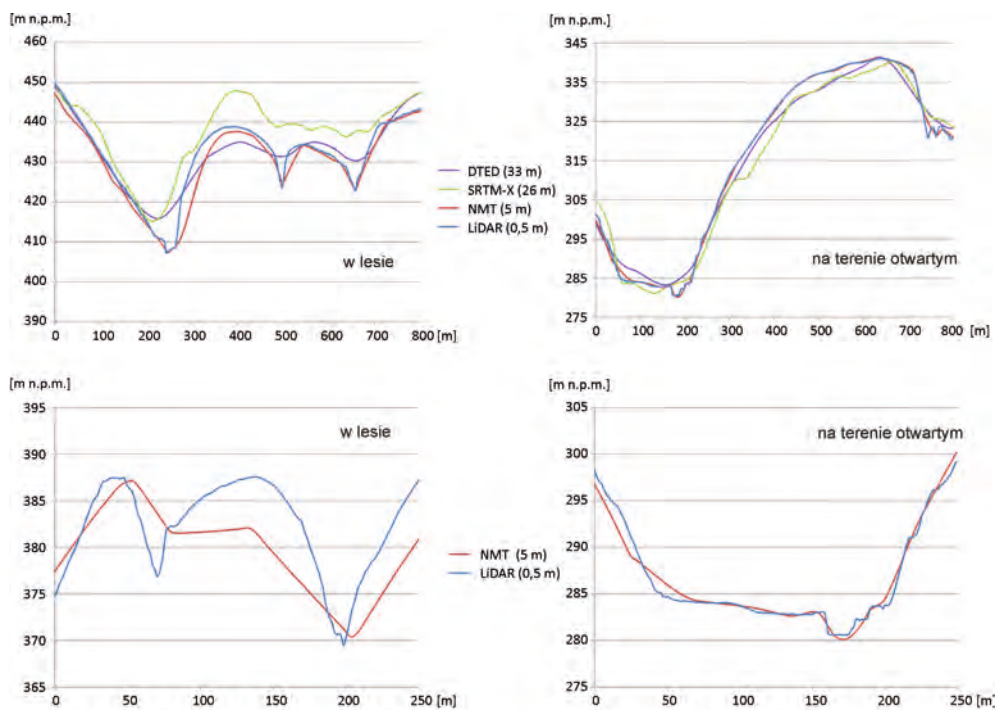 [m n.p.m.]
460
450
440
430
420
410
400
390
0 100 200 300 400 500 600 700 800 [m]
w lesie
DTED (33 m)
SRTM-X (26 m)
NMT (5 m)
LiDAR (0,5 m)
[m n.p.m.]
345
335
325
315
305
295
285
275
0 100 200 300 400 500 600 700 800 [m]
na terenie otwartym
[m n.p.m.]
395
390
385
380
375
370
365
0 50 100 150 200 250 [m]
w lesie
NMT (5 m)
LiDAR (0,5 m)
[m n.p.m.]
305
300
295
290
285
280
275
0 50 100 150 200 250 [m]
na terenie otwartym